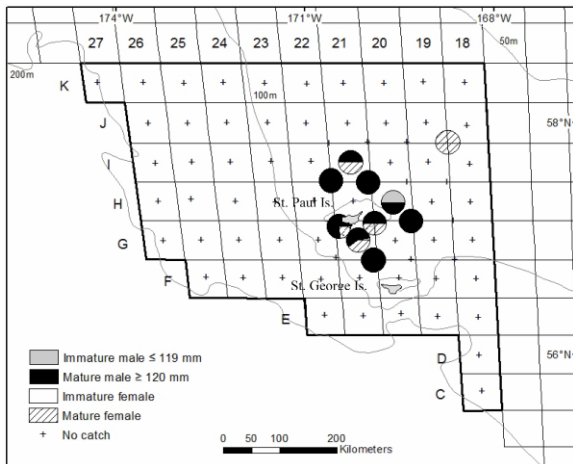 174°W 171°W 168°W
27 26 25 24 23 22 21 20 19 18
50m
200m
K
100m
J
58°N
I
H
St. Paul Is.
G
F
St. George Is.
E
D
56°N
C
Immature male ≤ 119 mm
Mature male ≥ 120 mm
Immature female
Mature female
+ No catch
0 50 100 200
Kilometers